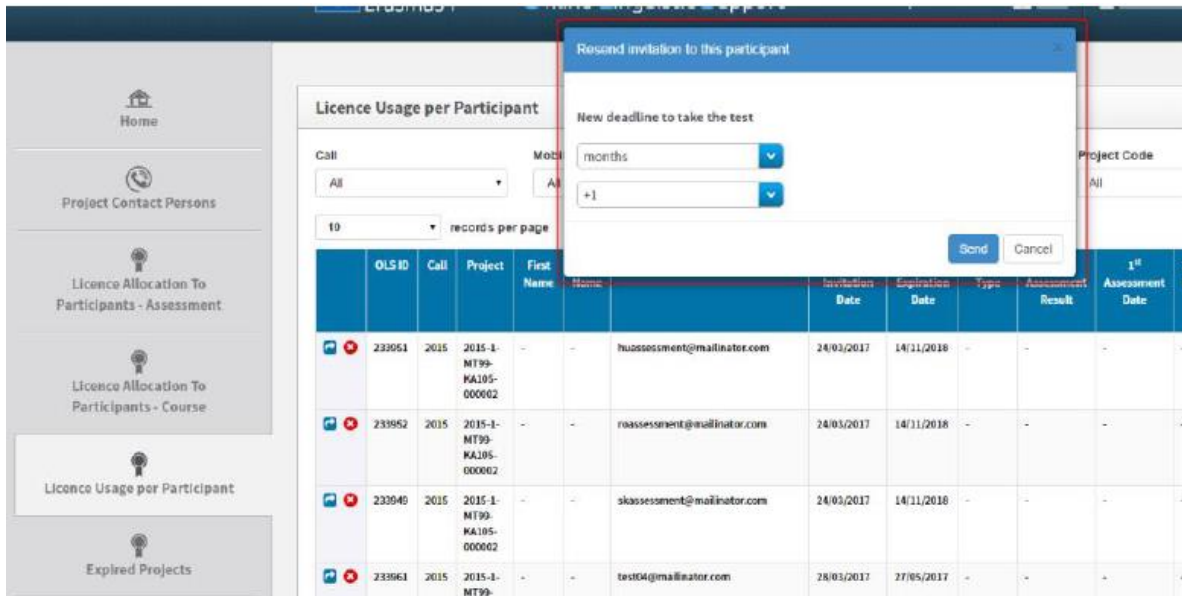 Resend invitation to this participant
×
New deadline to take the test
months
+1
Send
Cancel
Home
Project Contact Persons
Licence Allocation To
Participants - Assessment
Licence Allocation To
Participants - Course
Licence Usage per Participant
Expired Projects
Licence Usage per Participant
Call
Project Code
All
All
10
records per page
OLS ID Call Project First Name Name Invitation Date Expiration Date Type Assessment Result 1st Assessment Date
233951 2015 2015-1- - - huassessment@mailinator.com 24/03/2017 14/11/2018 - - -
MT99-
KA105-
000002
233952 2015 2015-1- - - roassessment@mailinator.com 24/03/2017 14/11/2018 - - -
MT99-
KA105-
000002
233949 2015 2015-1- - - skassessment@mailinator.com 24/03/2017 14/11/2018 - - -
MT99-
KA105-
000002
233961 2015 2015-1- - - test04@mailinator.com 28/03/2017 27/05/2017 - - -
MT99-